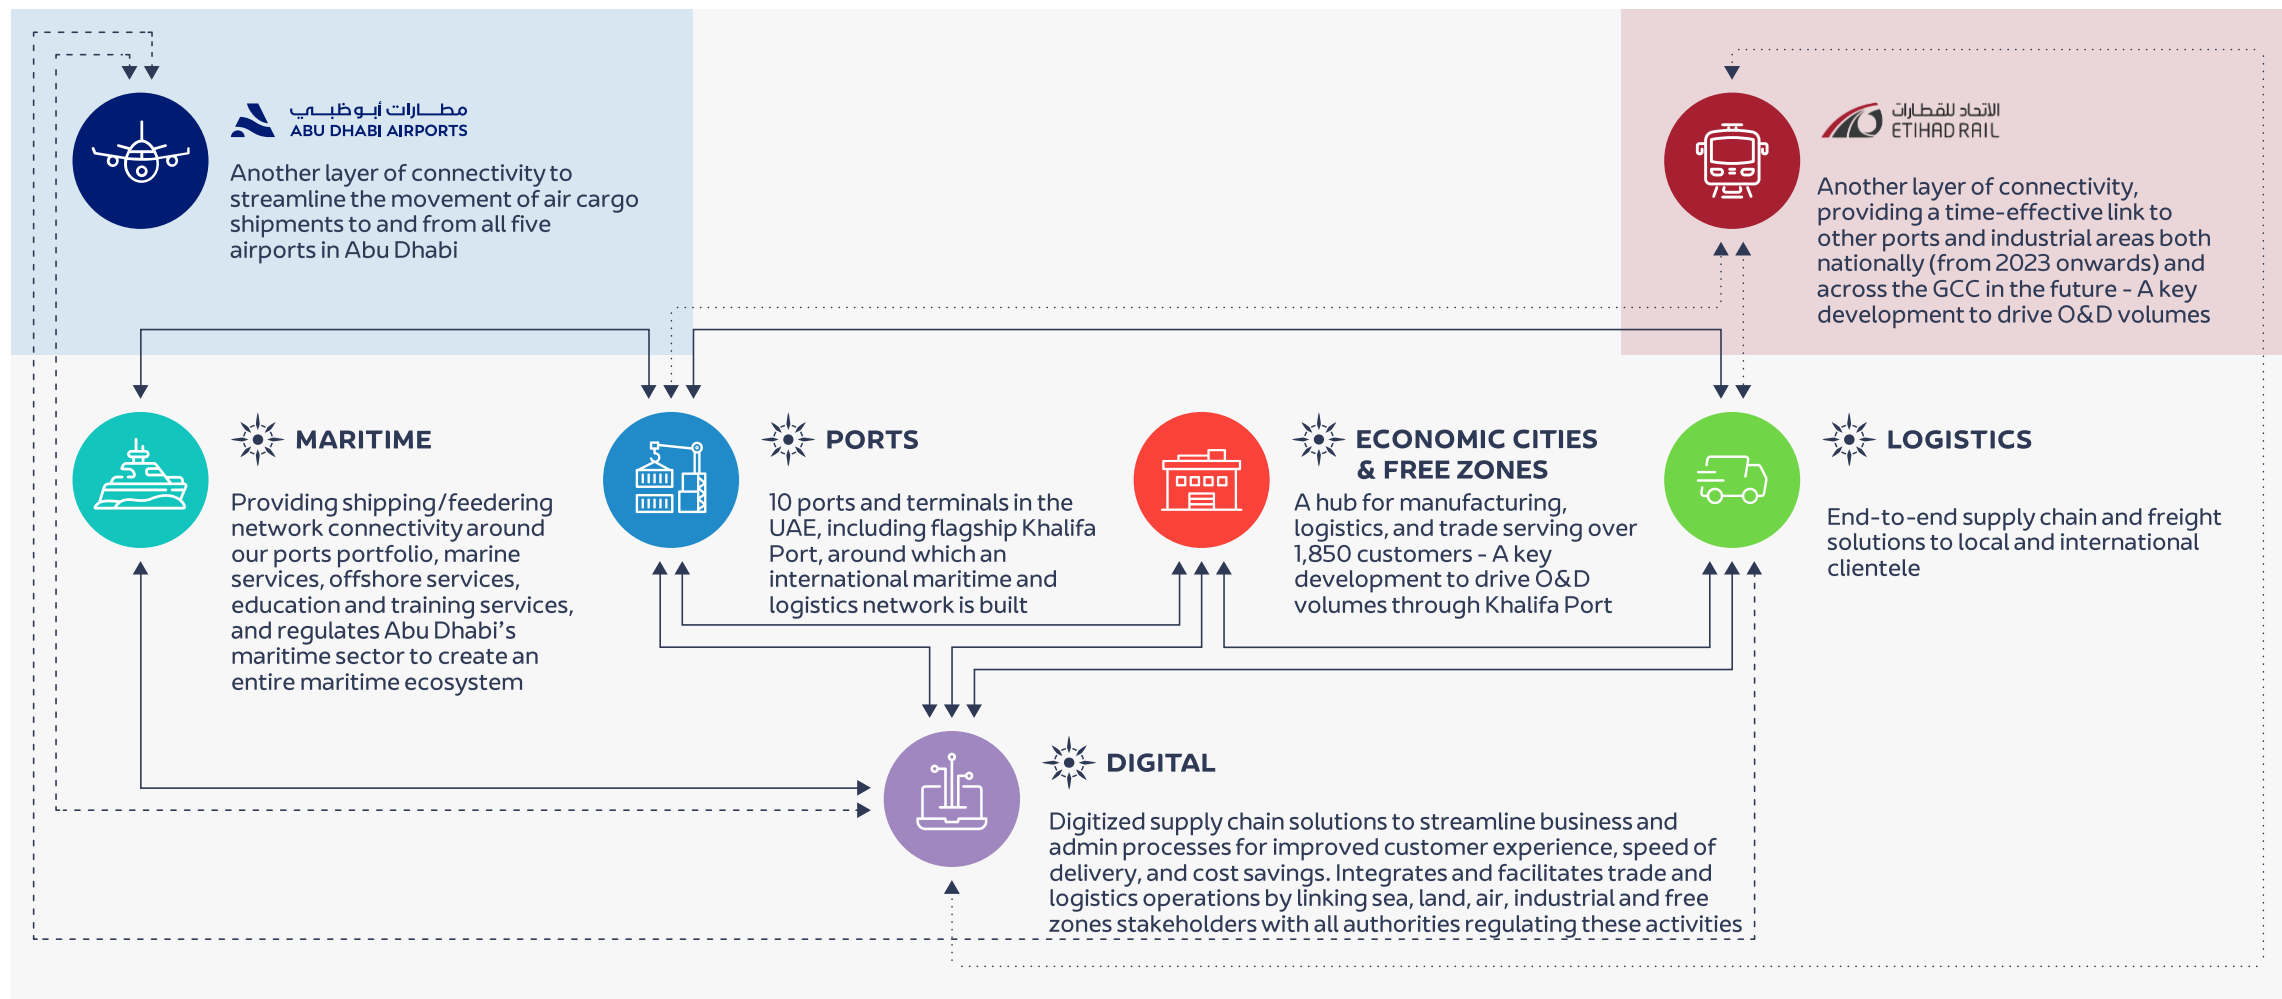 مطارات أبوظبي
ABU DHABI AIRPORTS
Another layer of connectivity to
streamline the movement of air cargo
shipments to and from all five
airports in Abu Dhabi
الاتحاد للقطارات
ETIHAD RAIL
Another layer of connectivity,
providing a time-effective link to
other ports and industrial areas both
nationally (from 2023 onwards) and
across the GCC in the future - A key
development to drive O&D volumes
MARITIME
Providing shipping/feedering
network connectivity around
our ports portfolio, marine
services, offshore services,
education and training services,
and regulates Abu Dhabi's
maritime sector to create an
entire maritime ecosystem
PORTS
10 ports and terminals in the
UAE, including flagship Khalifa
Port, around which an
international maritime and
logistics network is built
ECONOMIC CITIES
& FREE ZONES
A hub for manufacturing,
logistics, and trade serving over
1,850 customers - A key
development to drive O&D
volumes through Khalifa Port
LOGISTICS
End-to-end supply chain and freight
solutions to local and international
clientele
DIGITAL
Digitized supply chain solutions to streamline business and
admin processes for improved customer experience, speed of
delivery, and cost savings. Integrates and facilitates trade and
logistics operations by linking sea, land, air, industrial and free
zones stakeholders with all authorities regulating these activities